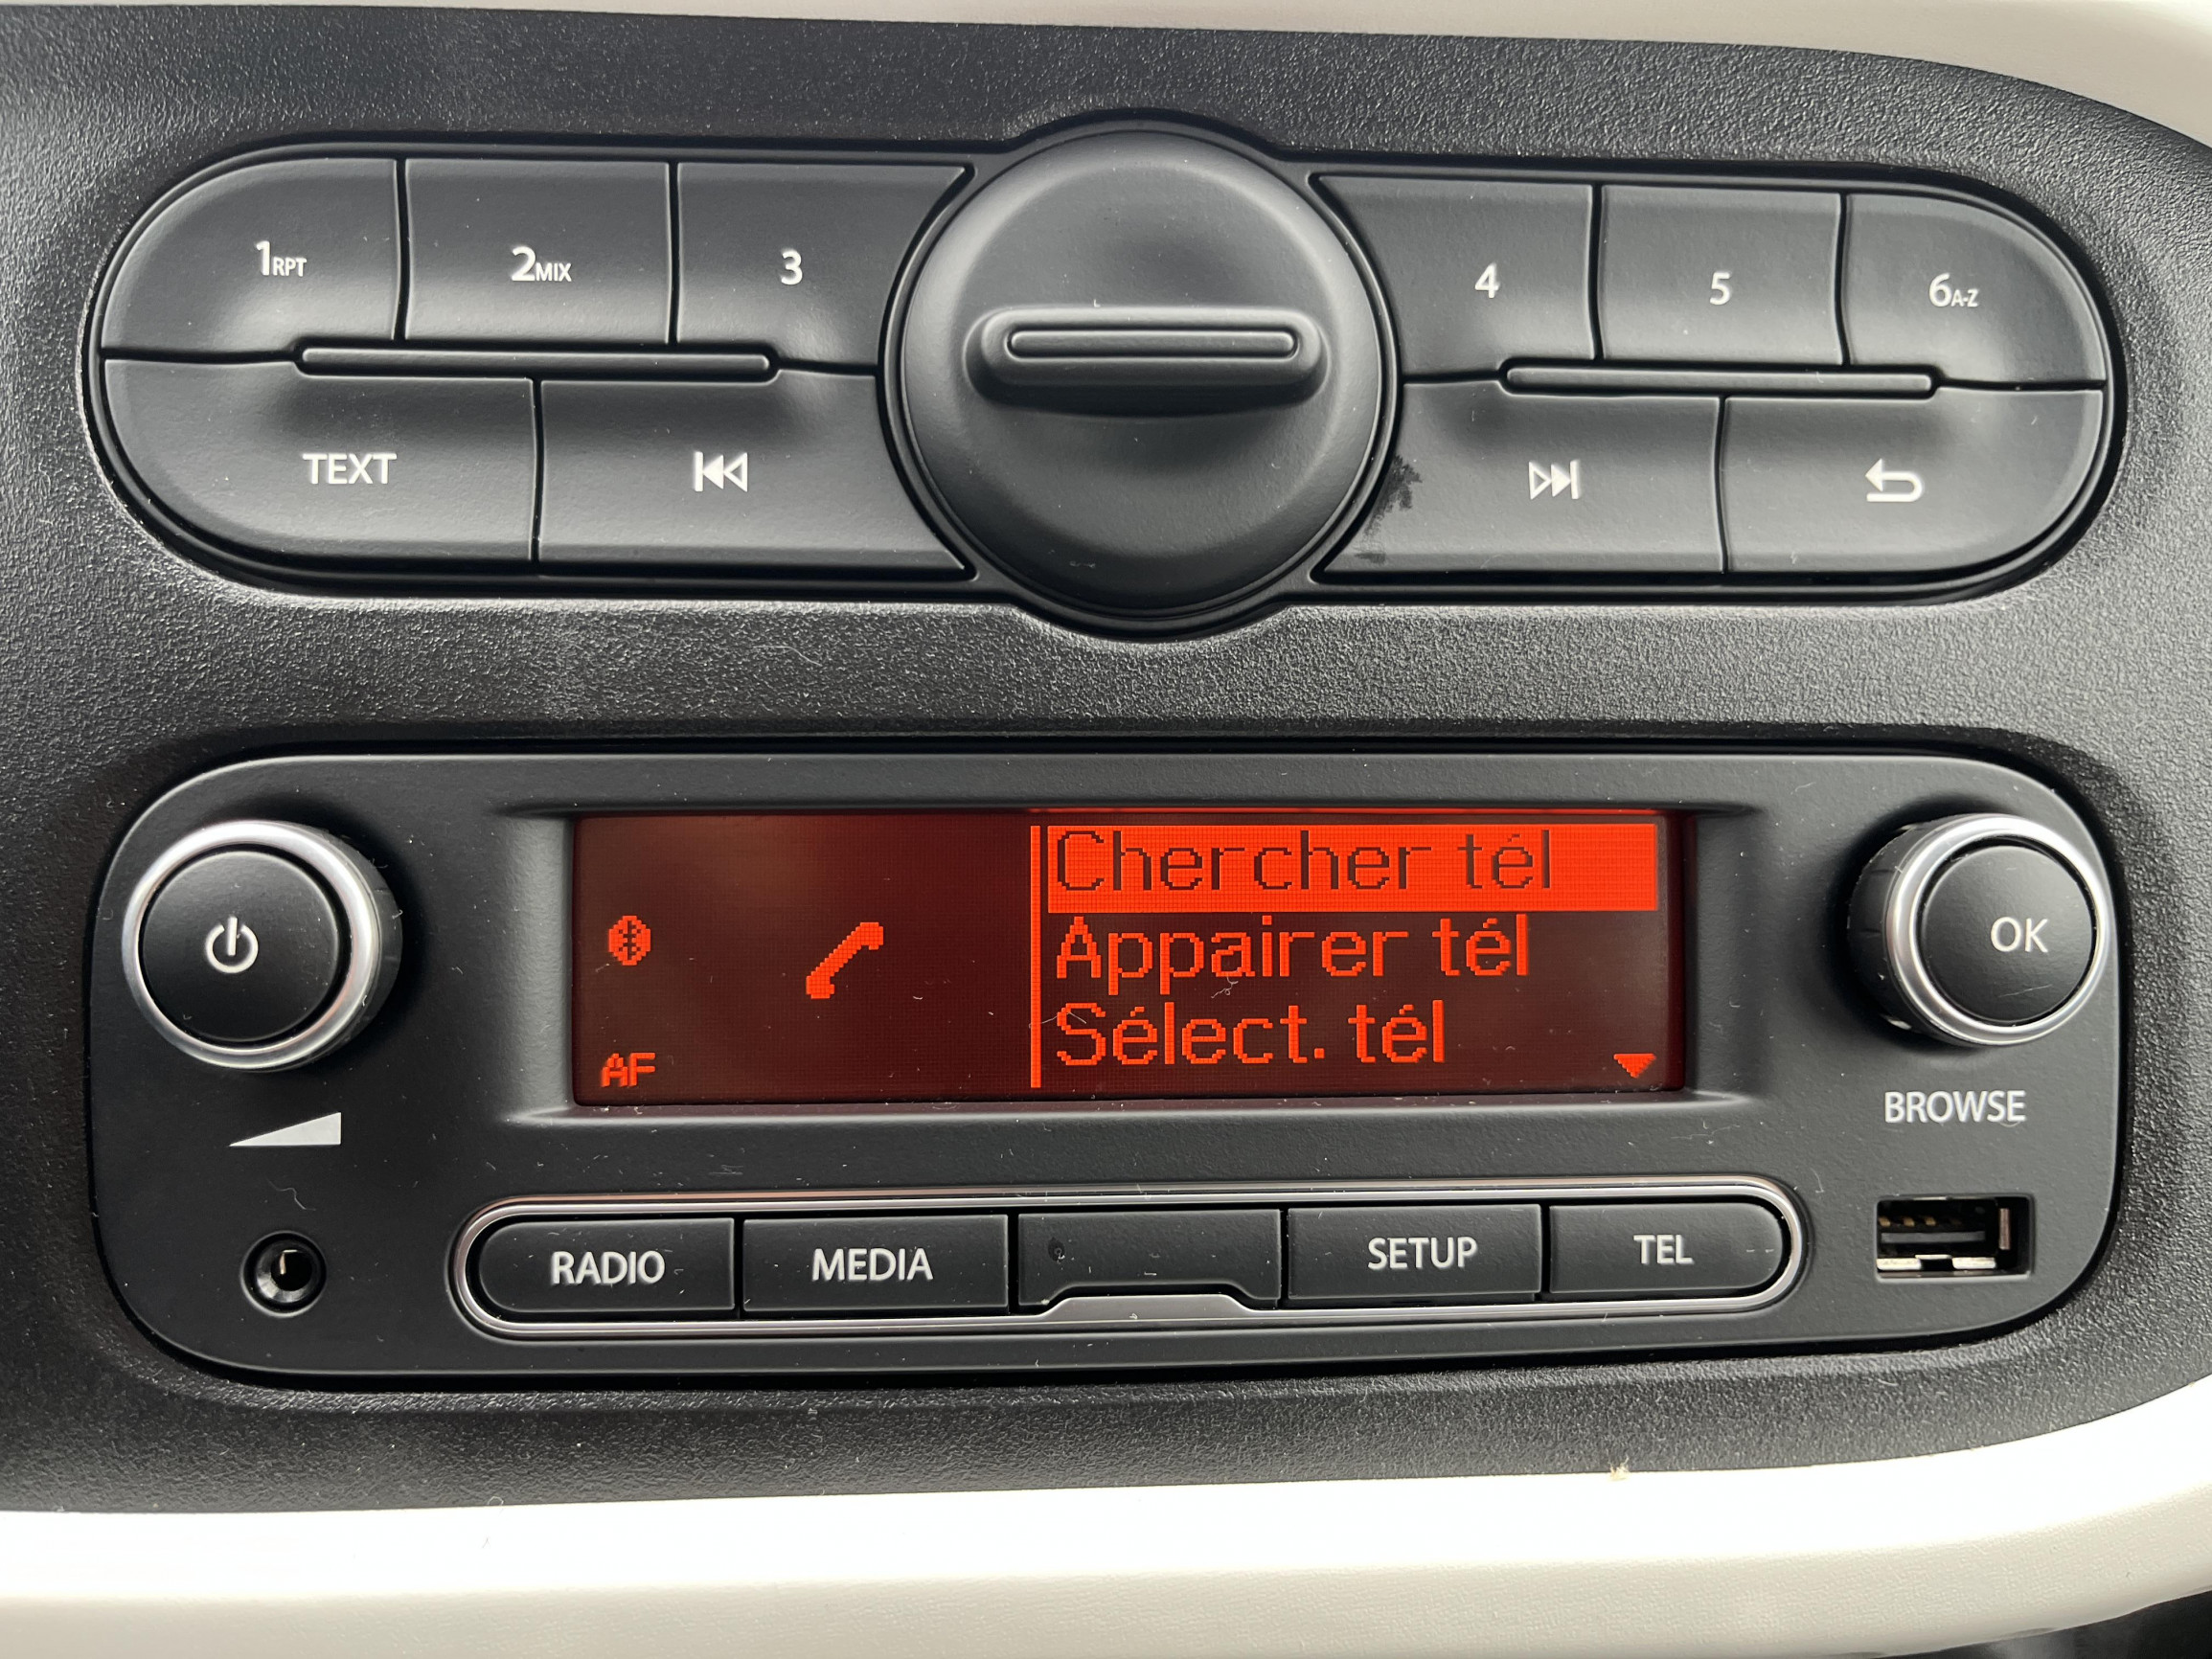 1RPT 2MIX 3 4 5 6A-Z
TEXT
Chercher tél
Appairer tél
Sélect. tél
AF
OK
BROWSE
RADIO MEDIA SETUP TEL